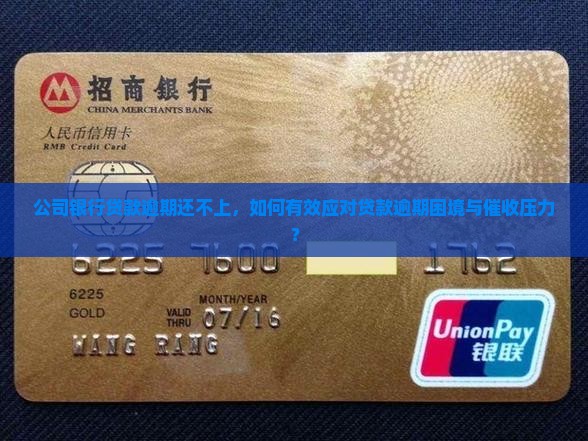 招商銀行
CHINA MERCHANTS BANK
人民币信用卡
RMB Credit Card
公司银行贷款逾期还不上，如何有效应对贷款逾期困境与催收压力
？
6225 7600 1762
6225
MONTH/YEAR
GOLD
VALID
THRU 07/16
WANG RANG
UnionPay
银联